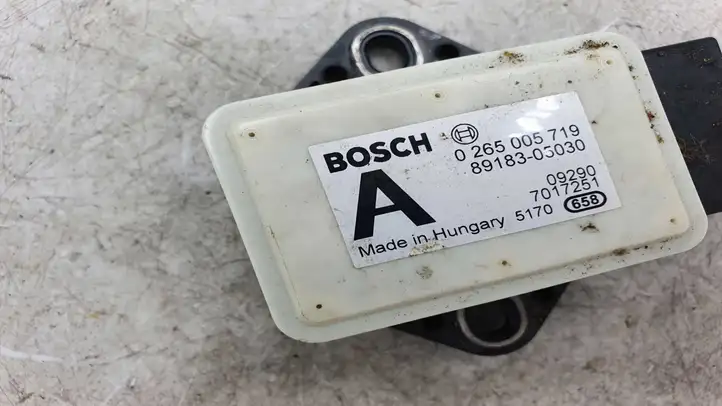 BOSCH 0 265 005 719
89183-05030
A
09290
7017251
Made in Hungary 5170 658